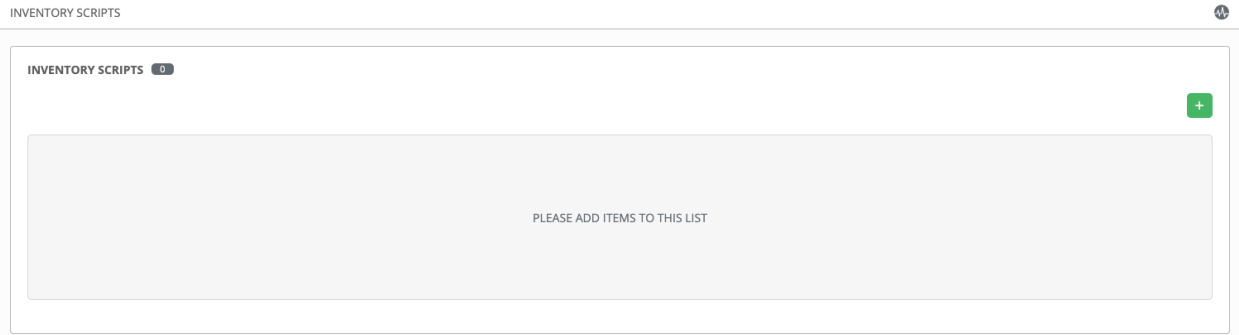 INVENTORY SCRIPTS
INVENTORY SCRIPTS 0
+
PLEASE ADD ITEMS TO THIS LIST